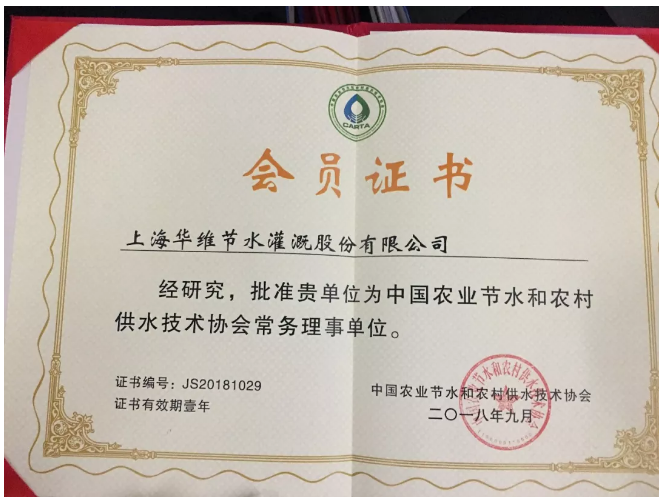 CARTA
会员证书
上海华维节水灌溉股份有限公司
经研究，批准贵单位为中国农业节水和农村
供水技术协会常务理事单位。
证书编号：JS20181029
证书有效期壹年
中国农业节水和农村供水技术协会
二〇一八年九月